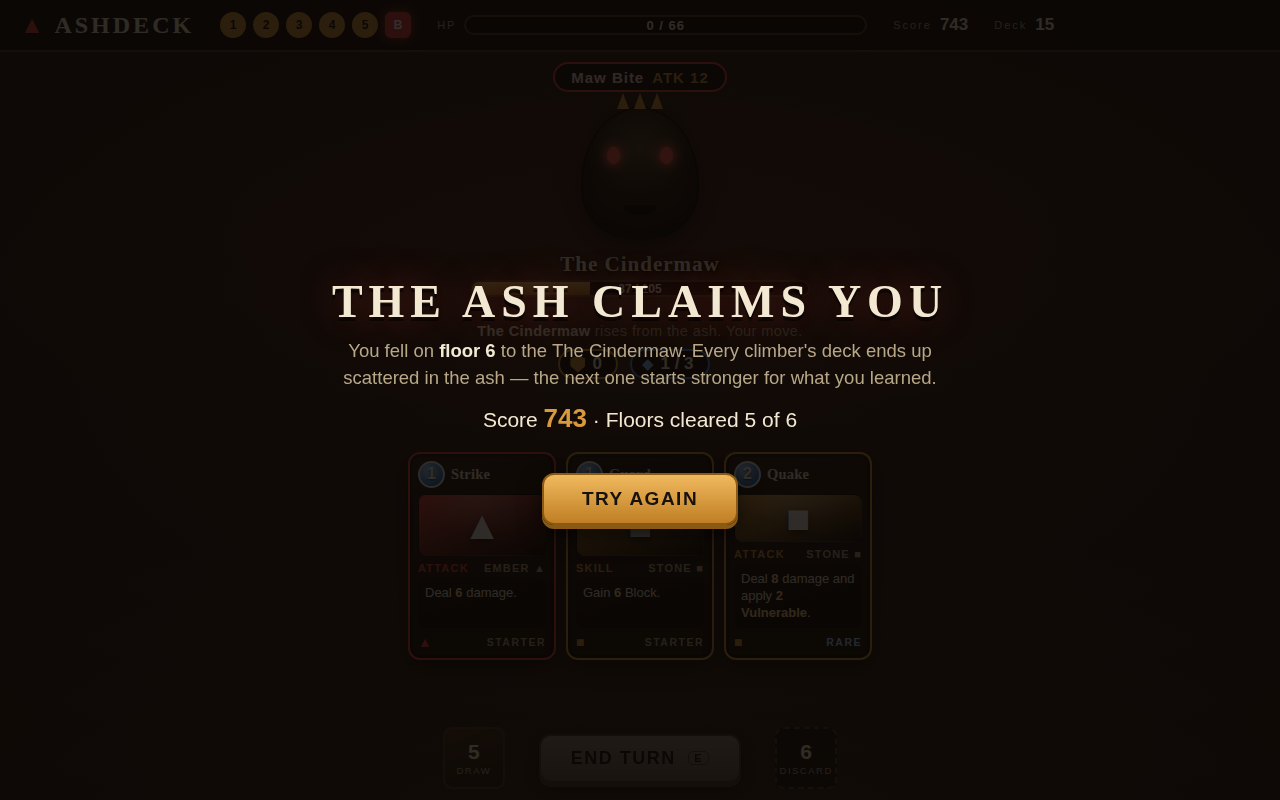 ▲ ASHDECK 1 2 3 4 5 B HP 0 / 66 Score 743 Deck 15
Maw Bite ATK 12
The Cindermaw
THE ASH CLAIMS YOU
The Cindermaw rises from the ash. Your move.
You fell on floor 6 to the The Cindermaw. Every climber's deck ends up
0 1 / 3
scattered in the ash — the next one starts stronger for what you learned.
Score 743 · Floors cleared 5 of 6
1 Strike 1 Guard 2 Quake
TRY AGAIN
ATTACK EMBER ▲ SKILL STONE ■ ATTACK STONE ■
Deal 6 damage.
Gain 6 Block.
Deal 8 damage and
apply 2
Vulnerable.
▲ STARTER ■ STARTER ■ RARE
5 DRAW
END TURN E
6 DISCARD